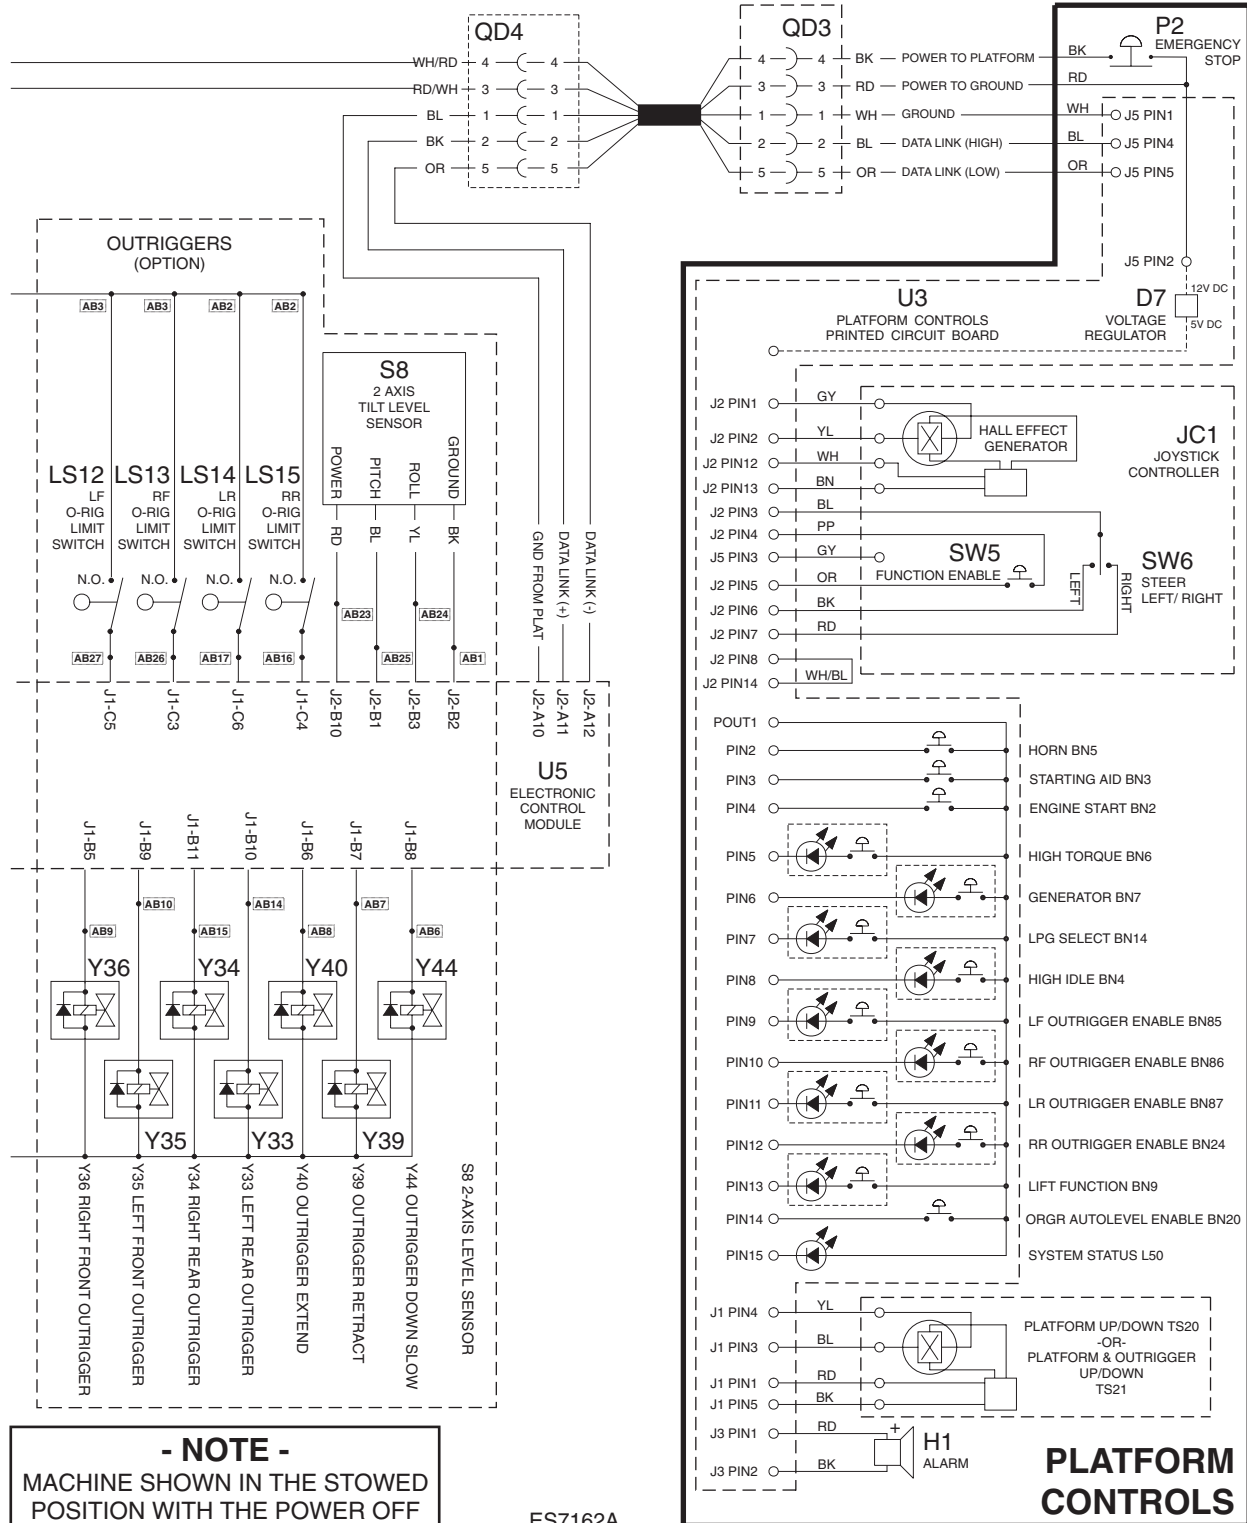 QD4
WH/RD 4 4
RD/WH 3 3
BL 1 1
BK 2 2
OR 5 5
QD3
4 4 BK POWER TO PLATFORM BK
3 3 RD POWER TO GROUND RD
1 1 WH GROUND WH J5 PIN1
2 2 BL DATA LINK (HIGH) BL J5 PIN4
5 5 OR DATA LINK (LOW) OR J5 PIN5
P2
EMERGENCY
STOP
J5 PIN2
12V DC
5V DC
D7
VOLTAGE
REGULATOR
U3
PLATFORM CONTROLS
PRINTED CIRCUIT BOARD
OUTRIGGERS
(OPTION)
AB3 AB3 AB2 AB2
S8
2 AXIS
TILT LEVEL
SENSOR
POWER PITCH ROLL GROUND
RD BL YL BK
LS12 LS13 LS14 LS15
LF RF LR RR
O-RIG O-RIG O-RIG O-RIG
LIMIT LIMIT LIMIT LIMIT
SWITCH SWITCH SWITCH SWITCH
N.O. N.O. N.O. N.O.
AB27 AB26 AB17 AB16
AB23 AB25 AB24 AB1
GND FROM PLAT
DATA LINK (+)
DATA LINK (-)
J1-C5 J1-C3 J1-C6 J1-C4 J2-B10 J2-B1 J2-B3 J2-B2 J2-A10 J2-A11 J2-A12
U5
ELECTRONIC
CONTROL
MODULE
J1-B5 J1-B9 J1-B11 J1-B10 J1-B6 J1-B7 J1-B8
AB10 AB14 AB7
AB9 AB15 AB8 AB6
Y36 Y34 Y40 Y44
Y35 Y33 Y39
Y36 RIGHT FRONT OUTRIGGER
Y35 LEFT FRONT OUTRIGGER
Y34 RIGHT REAR OUTRIGGER
Y33 LEFT REAR OUTRIGGER
Y40 OUTRIGGER EXTEND
Y39 OUTRIGGER RETRACT
Y44 OUTRIGGER DOWN SLOW
S8 2-AXIS LEVEL SENSOR
J2 PIN1 GY
J2 PIN2 YL
J2 PIN12 WH
J2 PIN13 BN
J2 PIN3 BL
J2 PIN4 PP
J5 PIN3 GY
J2 PIN5 OR
J2 PIN6 BK
J2 PIN7 RD
J2 PIN8
J2 PIN14 WH/BL
HALL EFFECT
GENERATOR
JC1
JOYSTICK
CONTROLLER
SW5
FUNCTION ENABLE
SW6
STEER
LEFT/ RIGHT
LEFT
RIGHT
POUT1
PIN2 HORN BN5
PIN3 STARTING AID BN3
PIN4 ENGINE START BN2
PIN5 HIGH TORQUE BN6
PIN6 GENERATOR BN7
PIN7 LPG SELECT BN14
PIN8 HIGH IDLE BN4
PIN9 LF OUTRIGGER ENABLE BN85
PIN10 RF OUTRIGGER ENABLE BN86
PIN11 LR OUTRIGGER ENABLE BN87
PIN12 RR OUTRIGGER ENABLE BN24
PIN13 LIFT FUNCTION BN9
PIN14 ORGR AUTOLEVEL ENABLE BN20
PIN15 SYSTEM STATUS L50
J1 PIN4 YL
J1 PIN3 BL
J1 PIN1 RD
J1 PIN5 BK
PLATFORM UP/DOWN TS20
-OR-
PLATFORM & OUTRIGGER
UP/DOWN
TS21
J3 PIN1 RD +
J3 PIN2 BK
H1
ALARM
PLATFORM
CONTROLS
- NOTE -
MACHINE SHOWN IN THE STOWED
POSITION WITH THE POWER OFF
ES7162A